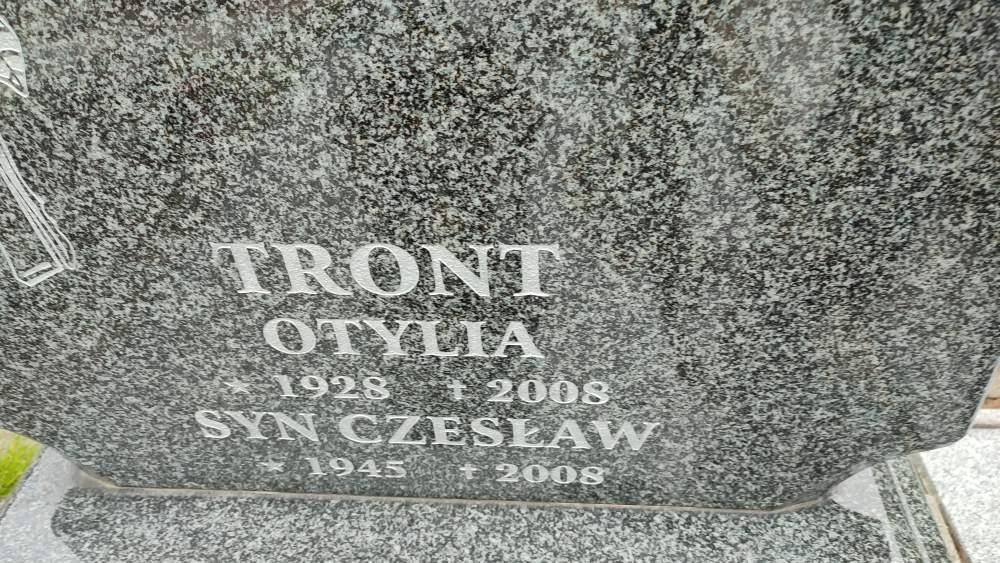 TRONT
OTYLIA
* 1928 † 2008
SYN CZESŁAW
* 1945 † 2008